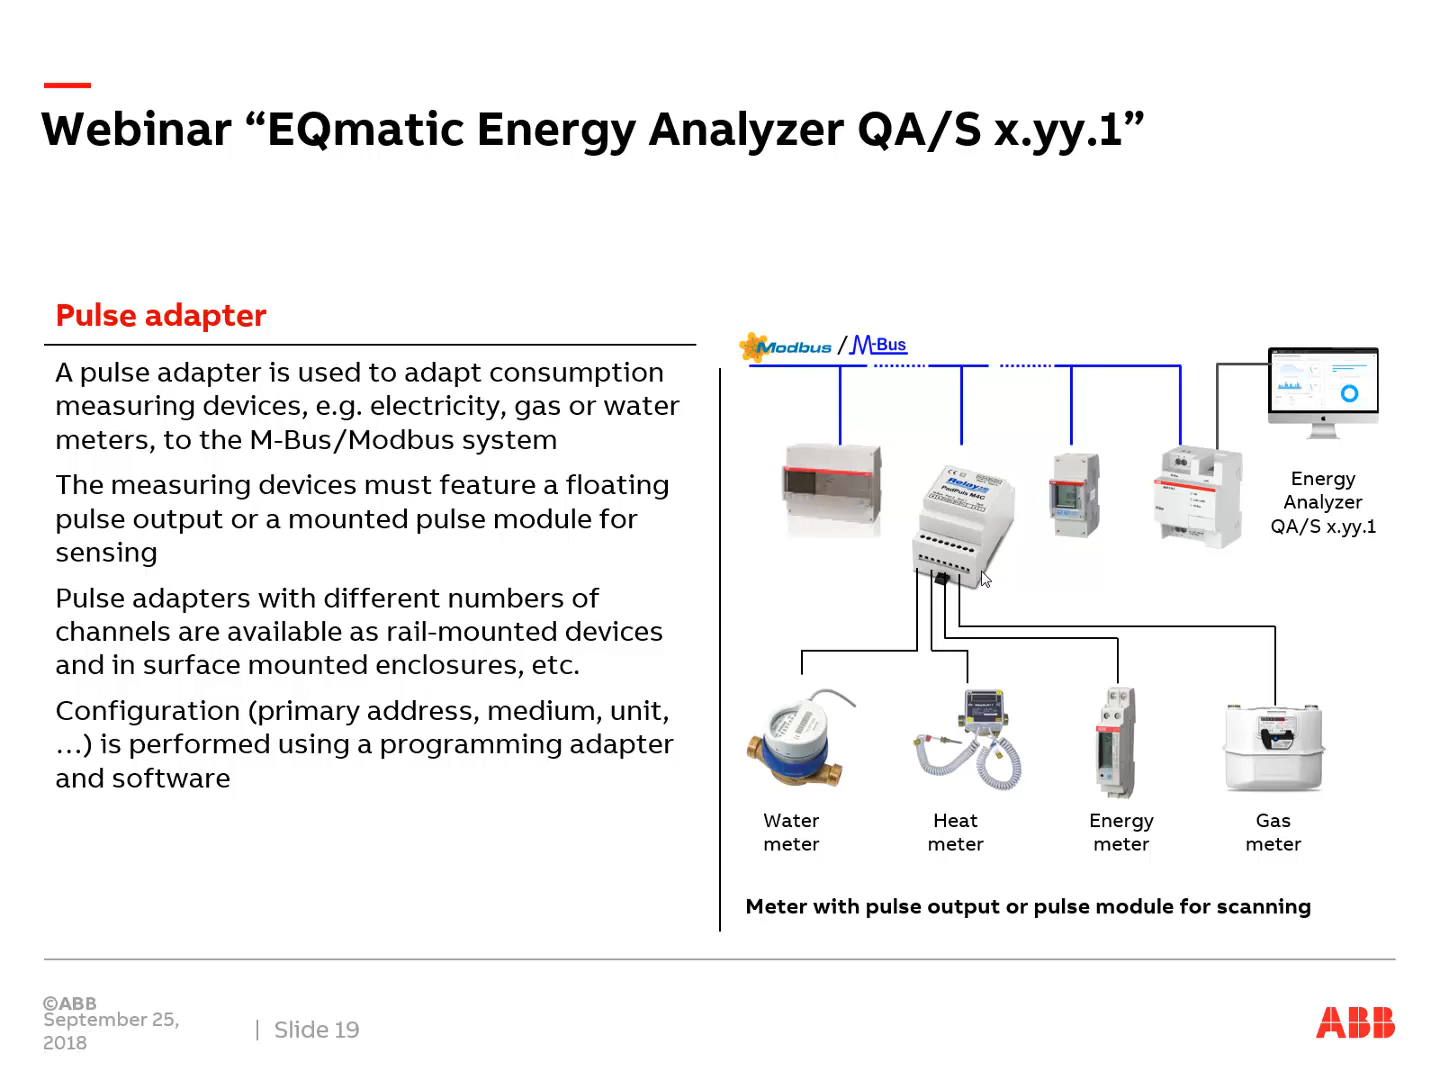 Webinar “EQmatic Energy Analyzer QA/S x.yy.1”
Pulse adapter
A pulse adapter is used to adapt consumption
measuring devices, e.g. electricity, gas or water
meters, to the M-Bus/Modbus system
The measuring devices must feature a floating
pulse output or a mounted pulse module for
sensing
Pulse adapters with different numbers of
channels are available as rail-mounted devices
and in surface mounted enclosures, etc.
Configuration (primary address, medium, unit,
…) is performed using a programming adapter
and software
Modbus / M-Bus
Relay
PadPuls M4C
Energy
Analyzer
QA/S x.yy.1
Water
meter
Heat
meter
Energy
meter
Gas
meter
Meter with pulse output or pulse module for scanning
©ABB
September 25,
2018
| Slide 19
ABB